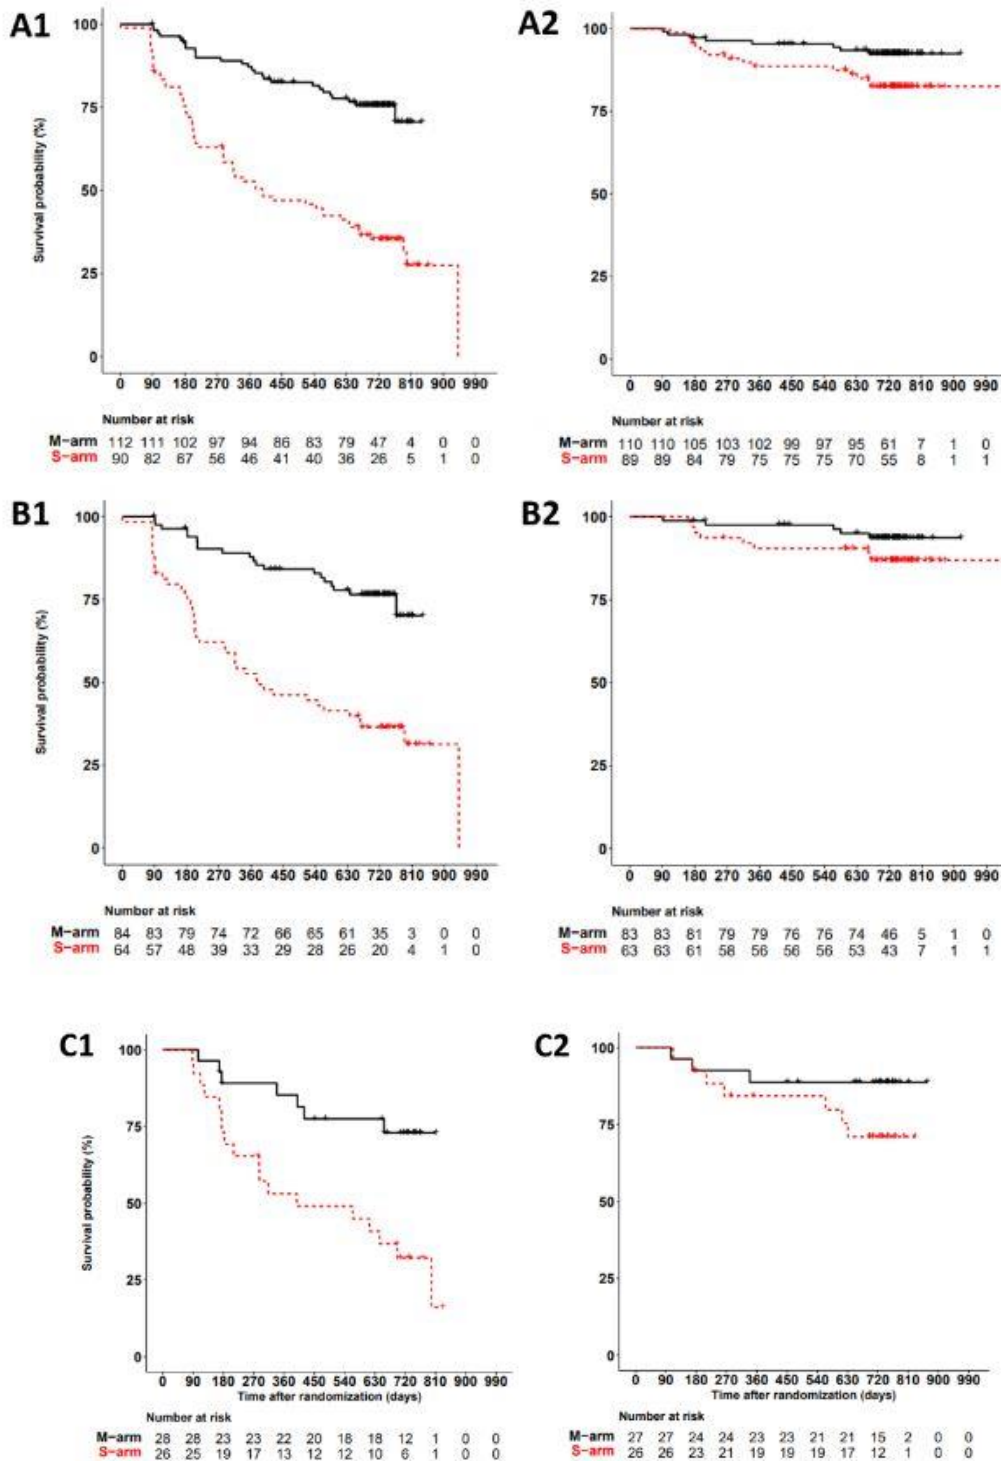 A1
A2
Survival probability (%)
100
75
50
25
0
0 90 180 270 360 450 540 630 720 810 900 990
Number at risk
M-arm 112 111 102 97 94 86 83 79 47 4 0 0
S-arm 90 82 67 56 46 41 40 36 26 5 1 0
100
75
50
25
0
0 90 180 270 360 450 540 630 720 810 900 990
Number at risk
M-arm 110 110 105 103 102 99 97 95 61 7 1 0
S-arm 89 89 84 79 75 75 75 70 55 8 1 1
B1
B2
Survival probability (%)
100
75
50
25
0
0 90 180 270 360 450 540 630 720 810 900 990
Number at risk
M-arm 84 83 79 74 72 66 65 61 35 3 0 0
S-arm 64 57 48 39 33 29 28 26 20 4 1 0
100
75
50
25
0
0 90 180 270 360 450 540 630 720 810 900 990
Number at risk
M-arm 83 83 81 79 79 76 76 74 46 5 1 0
S-arm 63 63 61 58 56 56 56 53 43 7 1 1
C1
C2
Survival probability (%)
100
75
50
25
0
0 90 180 270 360 450 540 630 720 810 900 990
Time after randomization (days)
Number at risk
M-arm 28 28 23 23 22 20 18 18 12 1 0 0
S-arm 26 25 19 17 13 12 12 10 6 1 0 0
100
75
50
25
0
0 90 180 270 360 450 540 630 720 810 900 990
Time after randomization (days)
Number at risk
M-arm 27 27 24 24 23 23 21 21 15 2 0 0
S-arm 26 26 23 21 19 19 19 17 12 1 0 0